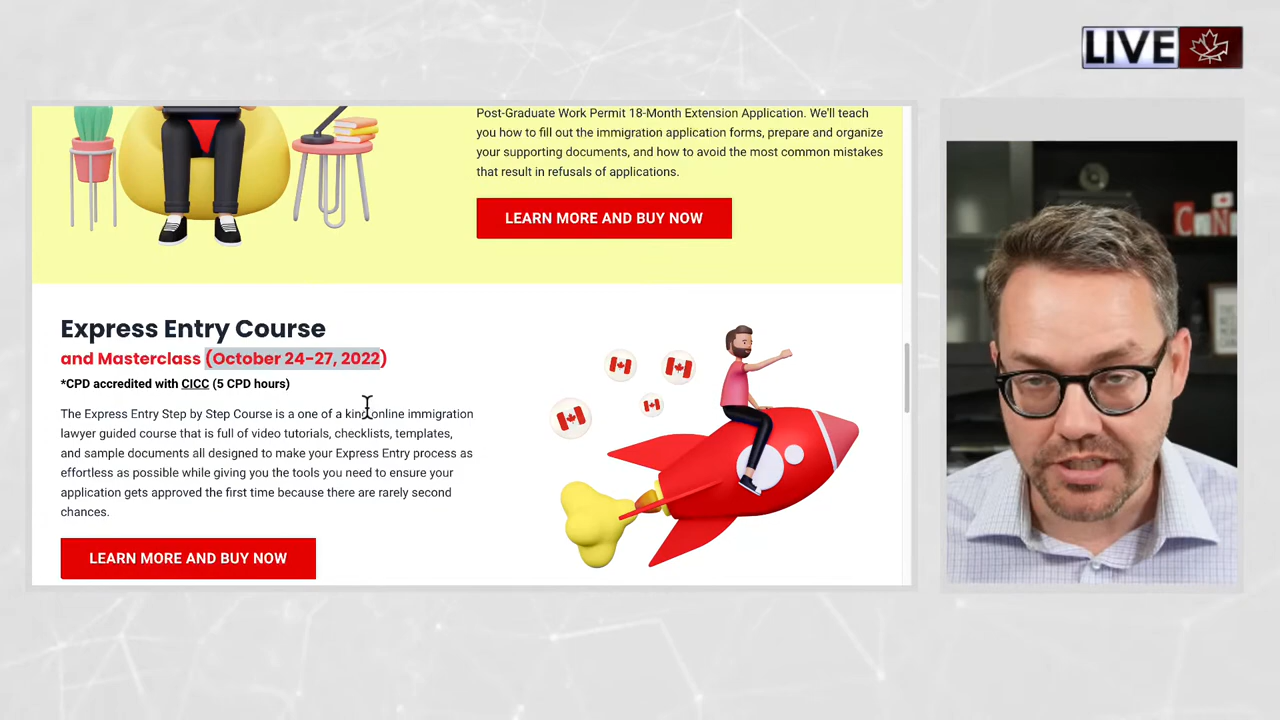 LIVE
Post-Graduate Work Permit 18-Month Extension Application. We'll teach
you how to fill out the immigration application forms, prepare and organize
your supporting documents, and how to avoid the most common mistakes
that result in refusals of applications.
LEARN MORE AND BUY NOW
Express Entry Course
and Masterclass (October 24-27, 2022)
*CPD accredited with CICC (5 CPD hours)
The Express Entry Step by Step Course is a one of a kind online immigration
lawyer guided course that is full of video tutorials, checklists, templates,
and sample documents all designed to make your Express Entry process as
effortless as possible while giving you the tools you need to ensure your
application gets approved the first time because there are rarely second
chances.
LEARN MORE AND BUY NOW